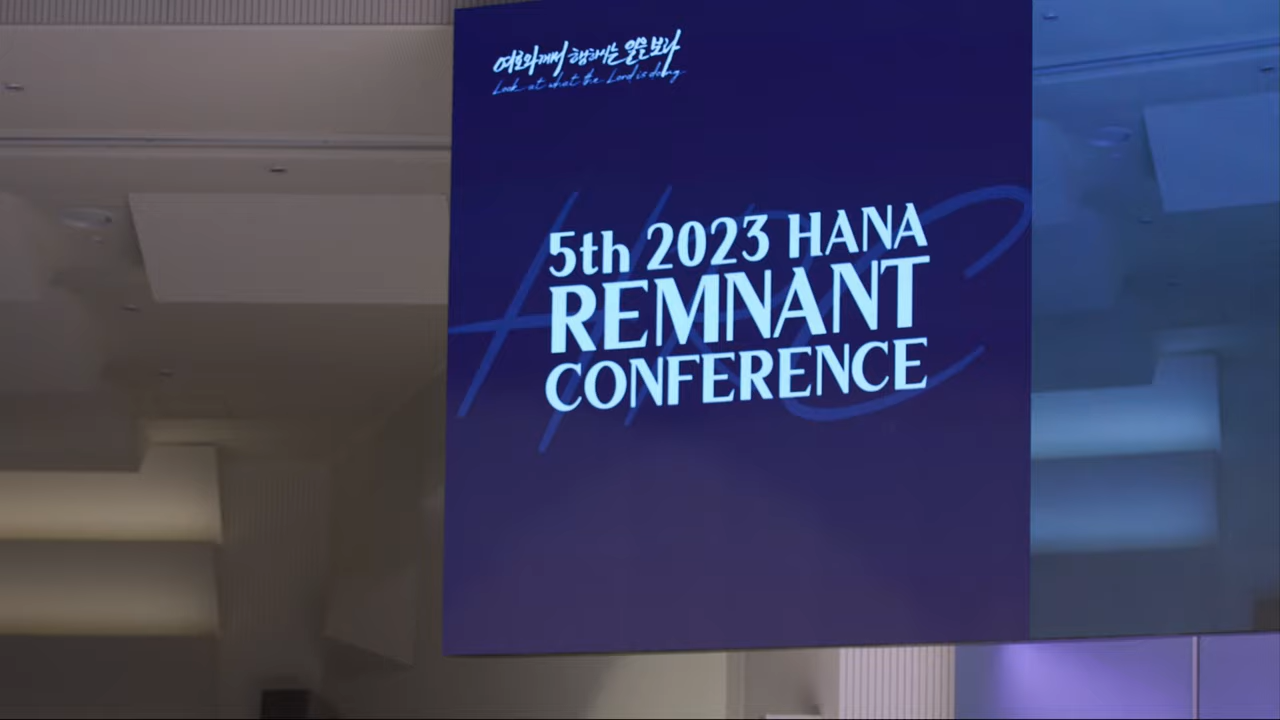 여호와께서 행하시는 일을 보라
Look at what the Lord is doing
5th 2023 HANA
REMNANT
CONFERENCE
HRC